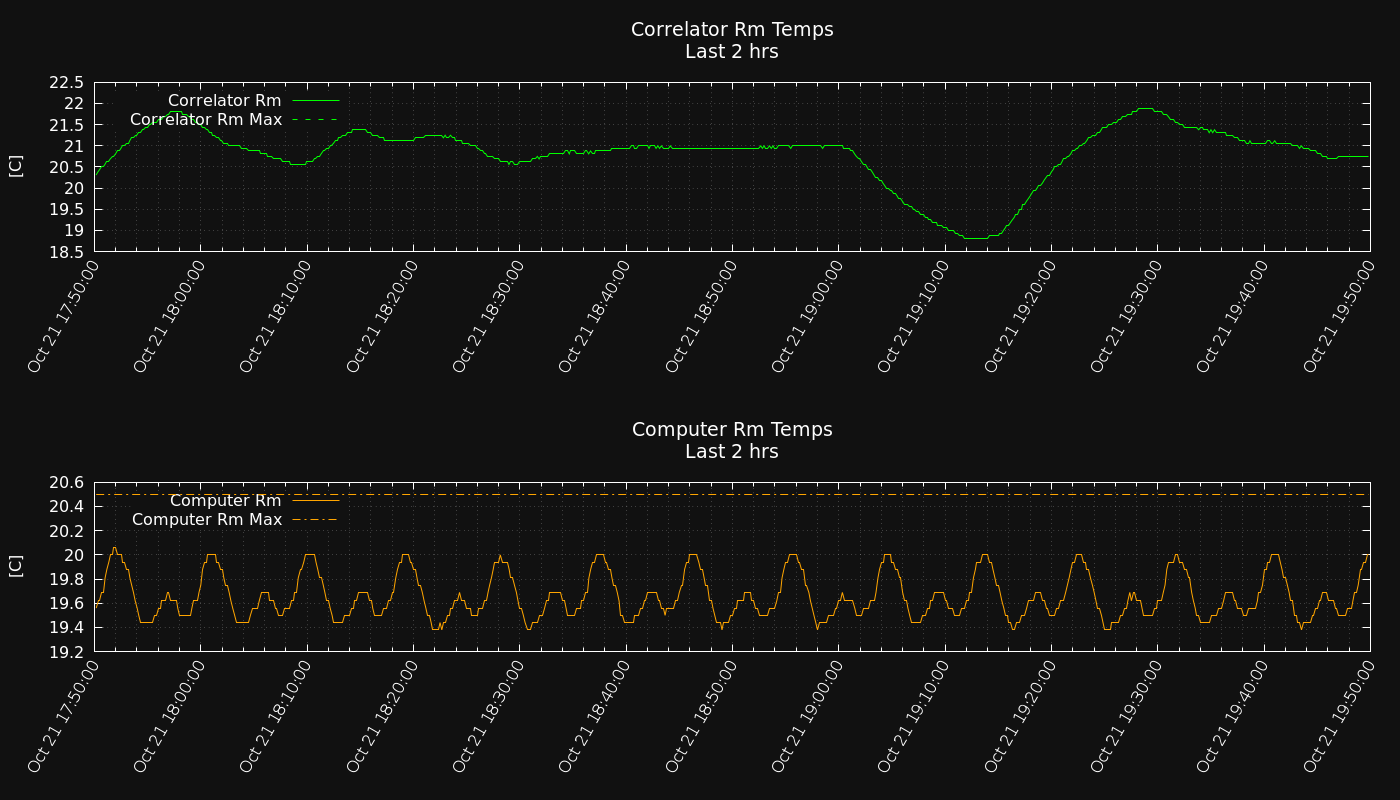 Correlator Rm Temps
Last 2 hrs
22.5
22
21.5
21
20.5
20
19.5
19
18.5
[C]
Correlator Rm
Correlator Rm Max
Oct 21 17:50:00
Oct 21 18:00:00
Oct 21 18:10:00
Oct 21 18:20:00
Oct 21 18:30:00
Oct 21 18:40:00
Oct 21 18:50:00
Oct 21 19:00:00
Oct 21 19:10:00
Oct 21 19:20:00
Oct 21 19:30:00
Oct 21 19:40:00
Oct 21 19:50:00
Computer Rm Temps
Last 2 hrs
20.6
20.4
20.2
20
19.8
19.6
19.4
19.2
[C]
Computer Rm
Computer Rm Max
Oct 21 17:50:00
Oct 21 18:00:00
Oct 21 18:10:00
Oct 21 18:20:00
Oct 21 18:30:00
Oct 21 18:40:00
Oct 21 18:50:00
Oct 21 19:00:00
Oct 21 19:10:00
Oct 21 19:20:00
Oct 21 19:30:00
Oct 21 19:40:00
Oct 21 19:50:00